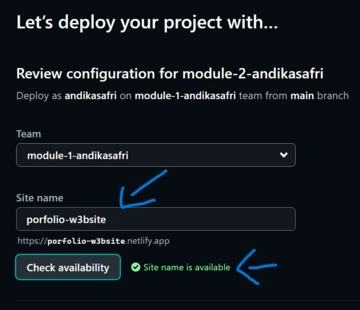 Let's deploy your project with...
Review configuration for module-2-andikasafri
Deploy as andikasafri on module-1-andikasafri team from main branch
Team
module-1-andikasafri
Site name
porfolio-w3bsite
https://porfolio-w3bsite.netlify.app
Check availability
Site name is available